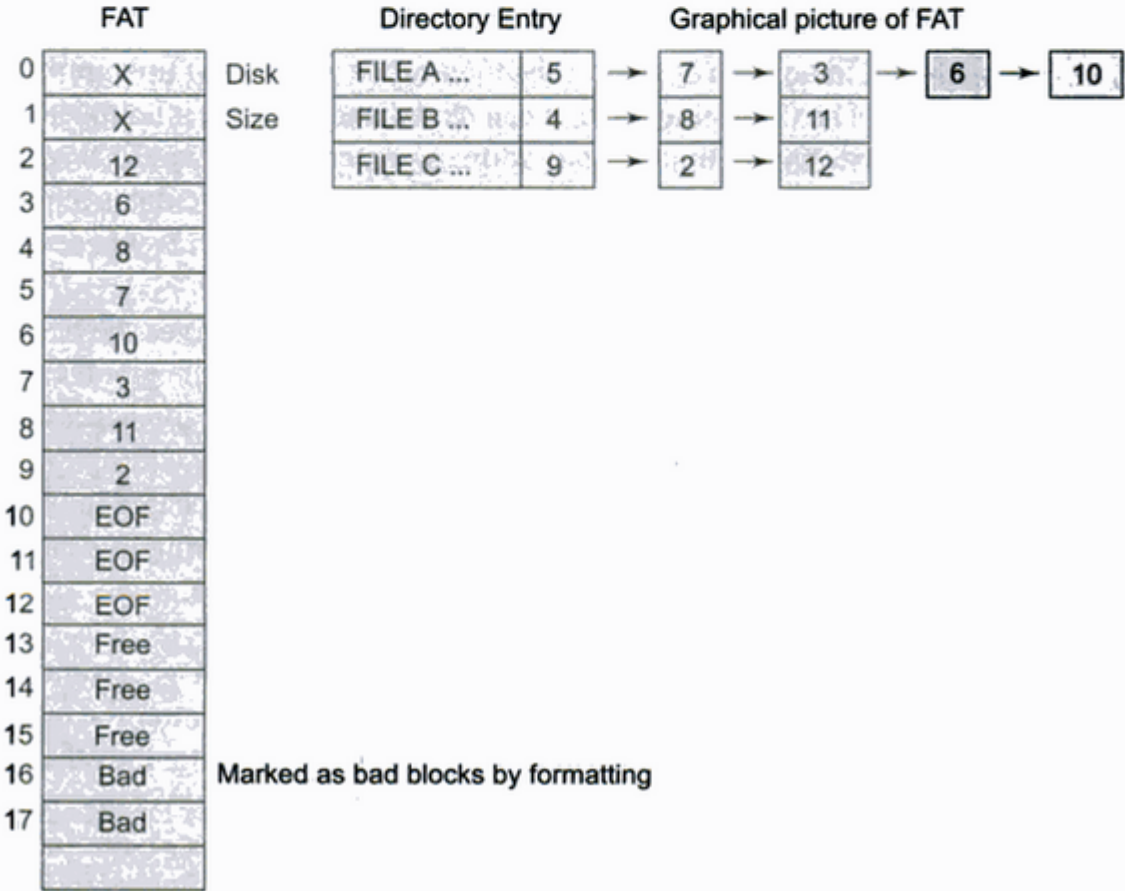 FAT Directory Entry Graphical picture of FAT
0 X Disk FILE A ... 5 7 3 6 10
1 X Size FILE B ... 4 8 11
2 12 FILE C ... 9 2 12
3 6
4 8
5 7
6 10
7 3
8 11
9 2
10 EOF
11 EOF
12 EOF
13 Free
14 Free
15 Free
16 Bad Marked as bad blocks by formatting
17 Bad